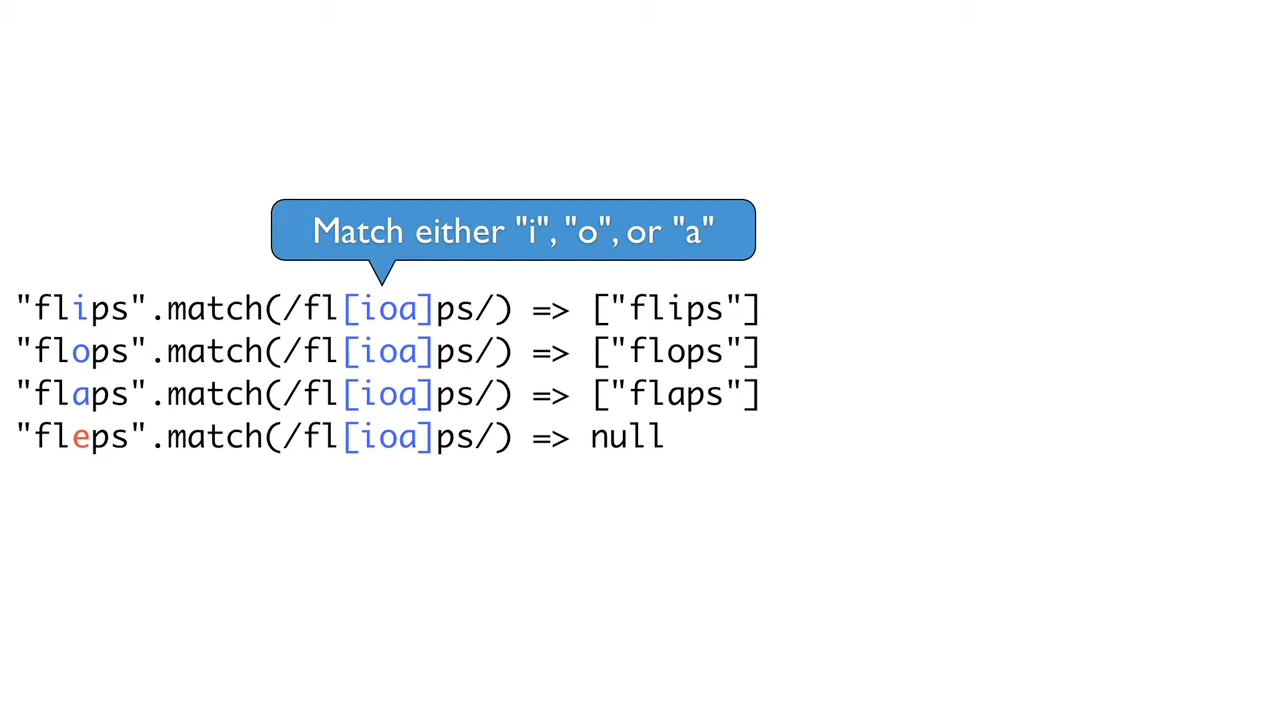 Match either "i", "o", or "a"
"flips".match(/fl[ioa]ps/) => ["flips"]
"flops".match(/fl[ioa]ps/) => ["flops"]
"flaps".match(/fl[ioa]ps/) => ["flaps"]
"fleps".match(/fl[ioa]ps/) => null